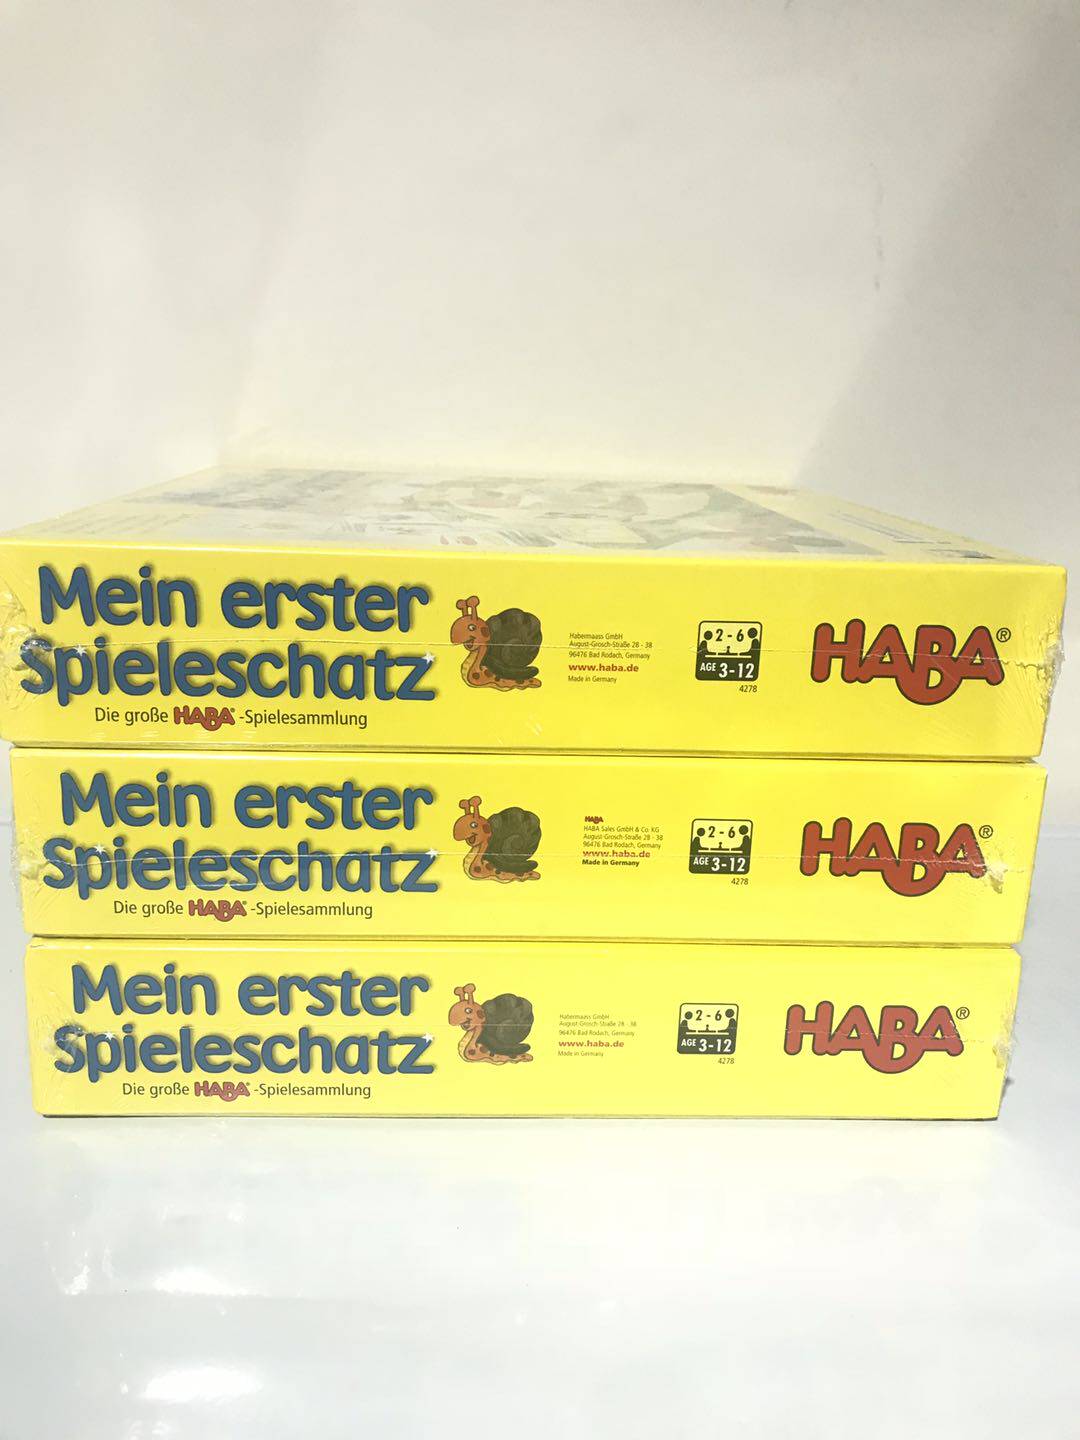 Mein erster
Spieleschatz
Die große HABA® -Spielesammlung
Habermaass GmbH
August-Grosch-Straße 28 - 38
96476 Bad Rodach, Germany
www.haba.de
Made in Germany
2 - 6
AGE 3-12
4278
HABA®
Mein erster
Spieleschatz
Die große HABA® -Spielesammlung
HABA
HABA Sales GmbH & Co. KG
August-Grosch-Straße 28 - 38
96476 Bad Rodach, Germany
www.haba.de
Made in Germany
2 - 6
AGE 3-12
4278
HABA®
Mein erster
Spieleschatz
Die große HABA® -Spielesammlung
Habermaass GmbH
August-Grosch-Straße 28 - 38
96476 Bad Rodach, Germany
www.haba.de
Made in Germany
2 - 6
AGE 3-12
4278
HABA®